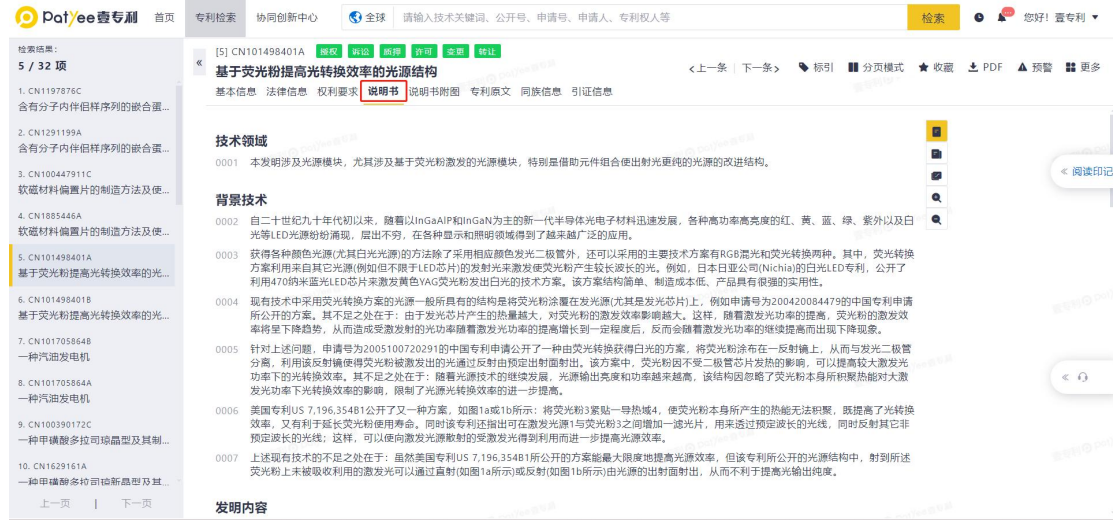 Patyee壹专利 首页 专利检索 协同创新中心 全球 请输入技术关键词、公开号、申请号、申请人、专利权人等 检索 您好！壹专利
检索结果：
5 / 32 项
1. CN1197876C
含有分子内伴侣样序列的嵌合蛋...
2. CN1291199A
含有分子内伴侣样序列的嵌合蛋...
3. CN100447911C
软磁材料偏置片的制造方法及使...
4. CN1885446A
软磁材料偏置片的制造方法及使...
5. CN101498401A
基于荧光粉提高光转换效率的光...
6. CN101498401B
基于荧光粉提高光转换效率的光...
7. CN101705864B
一种汽油发电机
8. CN101705864A
一种汽油发电机
9. CN100390172C
一种甲磺酸多拉司琼晶型及其制...
10. CN1629161A
一种甲磺酸多拉司琼新晶型及其...
上一页 | 下一页
«
[5] CN101498401A 授权 诉讼 质押 许可 变更 转让
基于荧光粉提高光转换效率的光源结构
<上一条 | 下一条> 标引 分页模式 收藏 PDF 预警 更多
基本信息 法律信息 权利要求 说明书 说明书附图 专利原文 同族信息 引证信息
技术领域
0001 本发明涉及光源模块，尤其涉及基于荧光粉激发的光源模块，特别是借助元件组合使出射光更纯的光源的改进结构。
背景技术
0002 自二十世纪九十年代初以来，随着以InGaAlP和InGaN为主的新一代半导体光电子材料迅速发展，各种高功率高亮度的红、黄、蓝、绿、紫外以及白
光等LED光源纷纷涌现，层出不穷，在各种显示和照明领域得到了越来越广泛的应用。
0003 获得各种颜色光源(尤其白光光源)的方法除了采用相应颜色发光二极管外，还可以采用的主要技术方案有RGB混光和荧光转换两种。其中，荧光转换
方案利用来自其它光源(例如但不限于LED芯片)的发射光来激发使荧光粉产生较长波长的光。例如，日本日亚公司(Nichia)的白光LED专利，公开了
利用470纳米蓝光LED芯片来激发黄色YAG荧光粉发出白光的技术方案。该方案结构简单、制造成本低、产品具有很强的实用性。
0004 现有技术中采用荧光转换方案的光源一般所具有的结构是将荧光粉涂覆在发光源(尤其是发光芯片)上，例如申请号为200420084479的中国专利申请
所公开的方案。其不足之处在于：由于发光芯片产生的热量越大，对荧光粉的激发效率影响越大。这样，随着激发光功率的提高，荧光粉的激发效
率将呈下降趋势，从而造成受激发射的光功率随着激发光功率的提高增长到一定程度后，反而会随着激发光功率的继续提高而出现下降现象。
0005 针对上述问题，申请号为2005100720291的中国专利申请公开了一种由荧光转换获得白光的方案，将荧光粉涂布在一反射镜上，从而与发光二极管
分离，利用该反射镜使得荧光粉被激发出的光通过反射由预定出射面射出。该方案中，荧光粉因不受二极管芯片发热的影响，可以提高较大激发光
功率下的光转换效率。其不足之处在于：随着光源技术的继续发展，光源输出亮度和功率越来越高，该结构因忽略了荧光粉本身所积聚热能对大激
发光功率下光转换效率的影响，限制了光源光转换效率的进一步提高。
0006 美国专利US 7,196,354B1公开了又一种方案，如图1a或1b所示：将荧光粉3紧贴一导热域4，使荧光粉本身所产生的热能无法积聚，既提高了光转换
效率，又有利于延长荧光粉使用寿命。同时该专利还指出可在激发光源1与荧光粉3之间增加一滤光片，用来透过预定波长的光线，同时反射其它非
预定波长的光线；这样，可以使向激发光源散射的受激发光得到利用而进一步提高光源效率。
0007 上述现有技术的不足之处在于：虽然美国专利US 7,196,354B1所公开的方案能最大限度地提高光源效率，但该专利所公开的光源结构中，射到所述
荧光粉上未被吸收利用的激发光可以通过直射(如图1a所示)或反射(如图1b所示)由光源的出射面射出，从而不利于提高光输出纯度。
发明内容
« 阅读印记